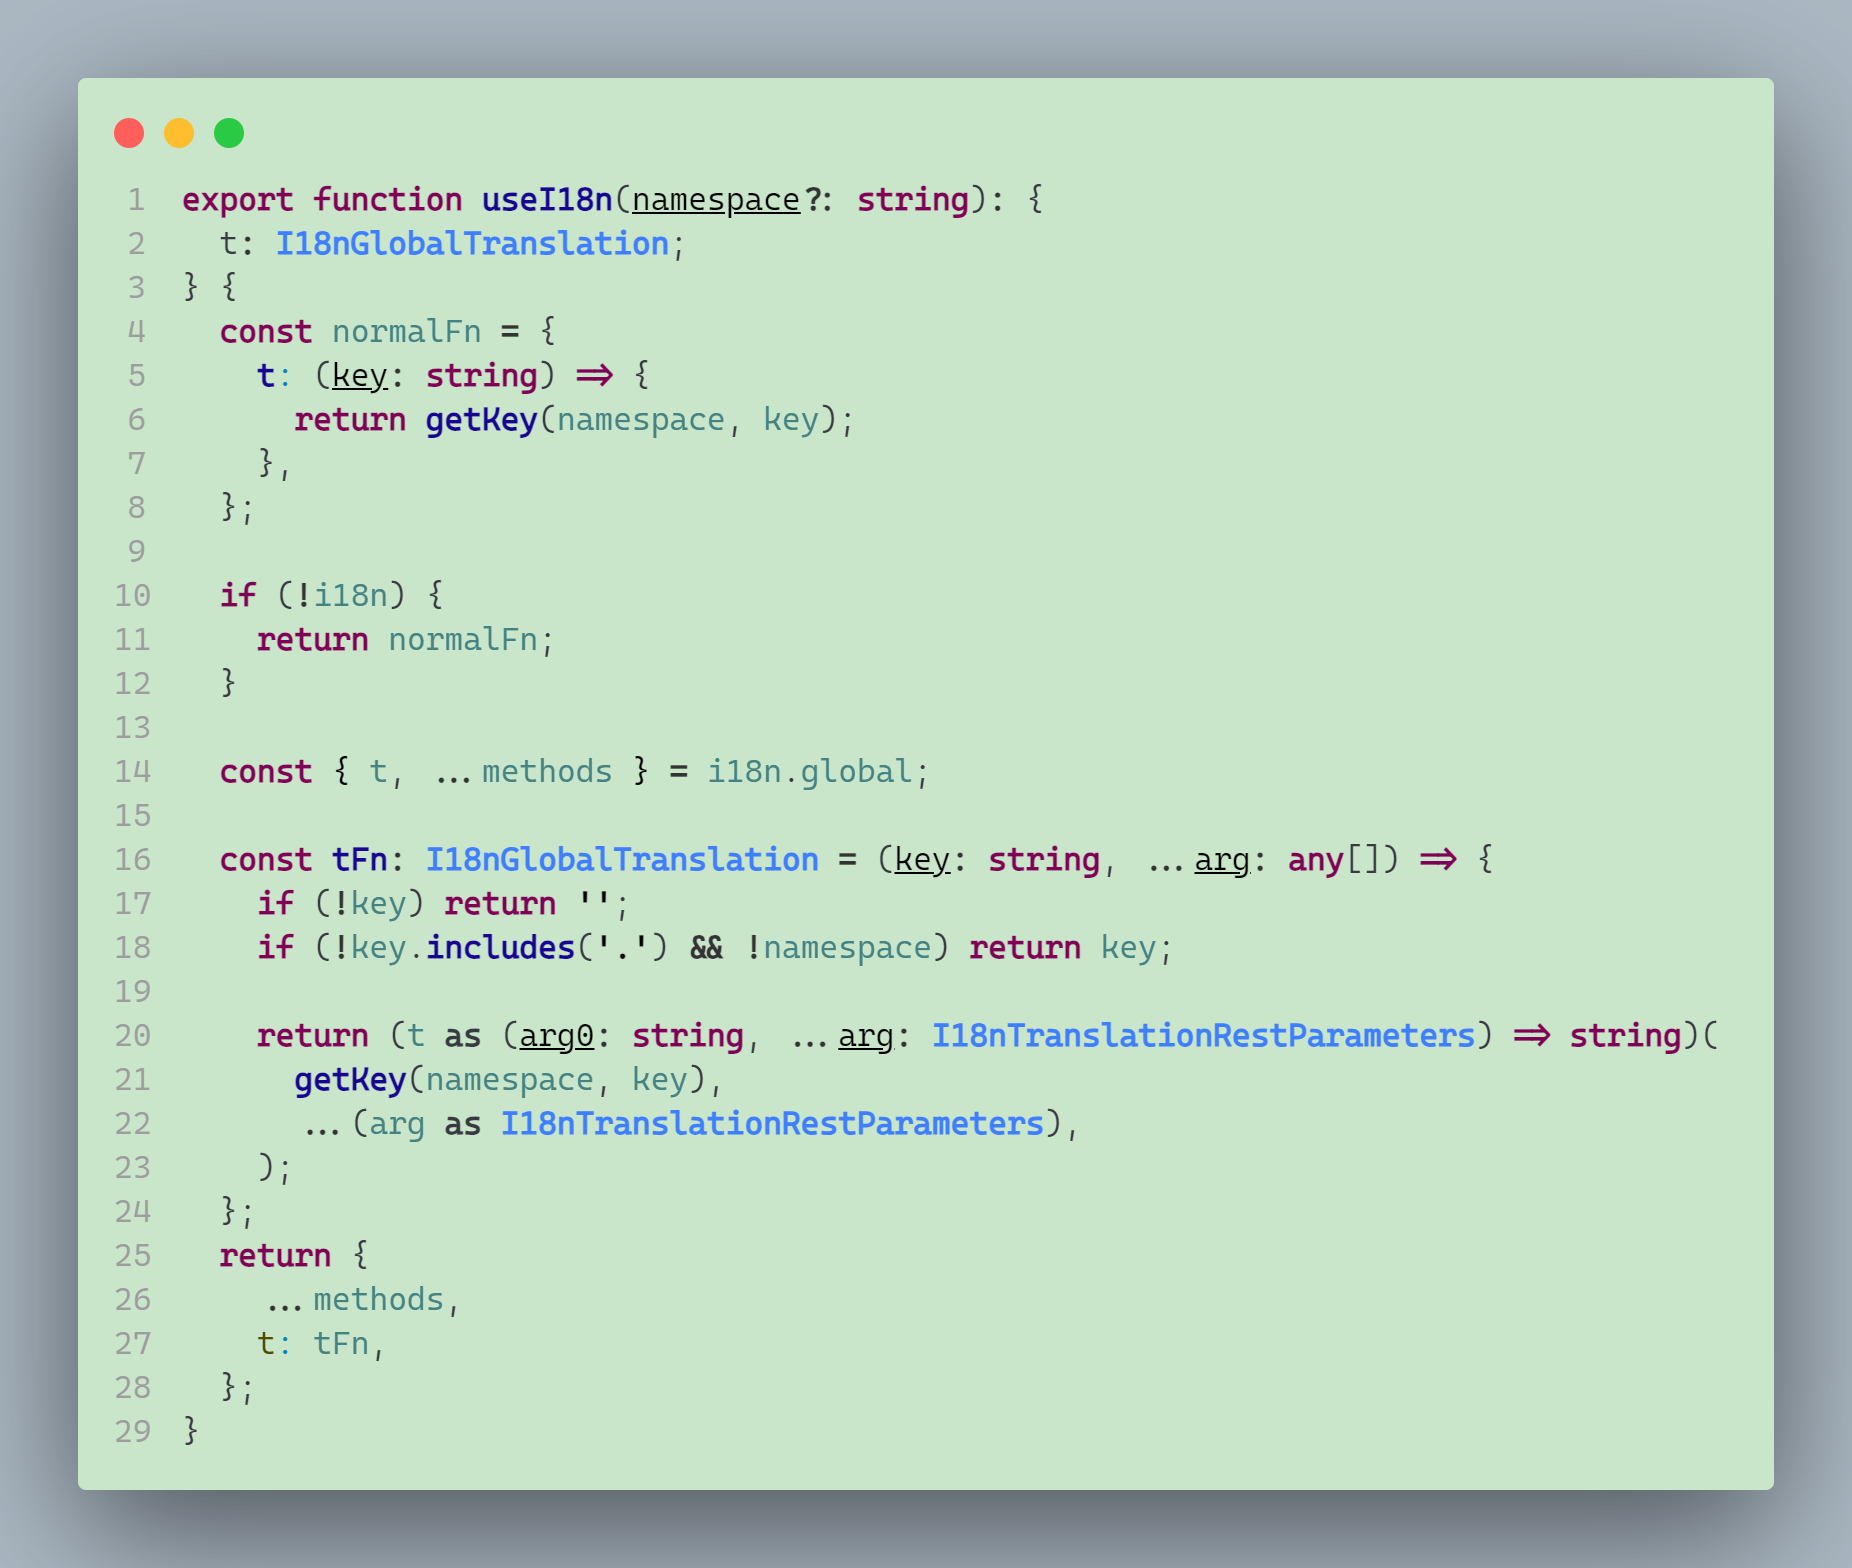 1 export function useI18n(namespace?: string): {
2   t: I18nGlobalTranslation;
3 } {
4   const normalFn = {
5     t: (key: string) => {
6       return getKey(namespace, key);
7     },
8   };
9
10   if (!i18n) {
11     return normalFn;
12   }
13
14   const { t, ...methods } = i18n.global;
15
16   const tFn: I18nGlobalTranslation = (key: string, ...arg: any[]) => {
17     if (!key) return '';
18     if (!key.includes('.') && !namespace) return key;
19
20     return (t as (arg0: string, ...arg: I18nTranslationRestParameters) => string)(
21       getKey(namespace, key),
22       ...(arg as I18nTranslationRestParameters),
23     );
24   };
25   return {
26     ...methods,
27     t: tFn,
28   };
29 }